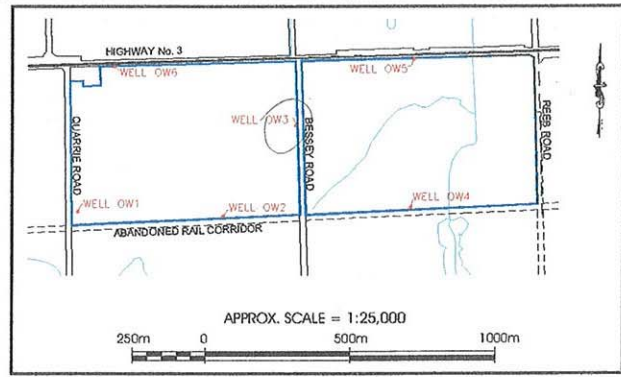 HIGHWAY No. 3
WELL OW6
WELL OW5
QUARRIE ROAD
WELL OW3
BESSEY ROAD
REBB ROAD
WELL OW1
WELL OW2
WELL OW4
ABANDONED RAIL CORRIDOR
APPROX. SCALE = 1:25,000
250m 0 500m 1000m